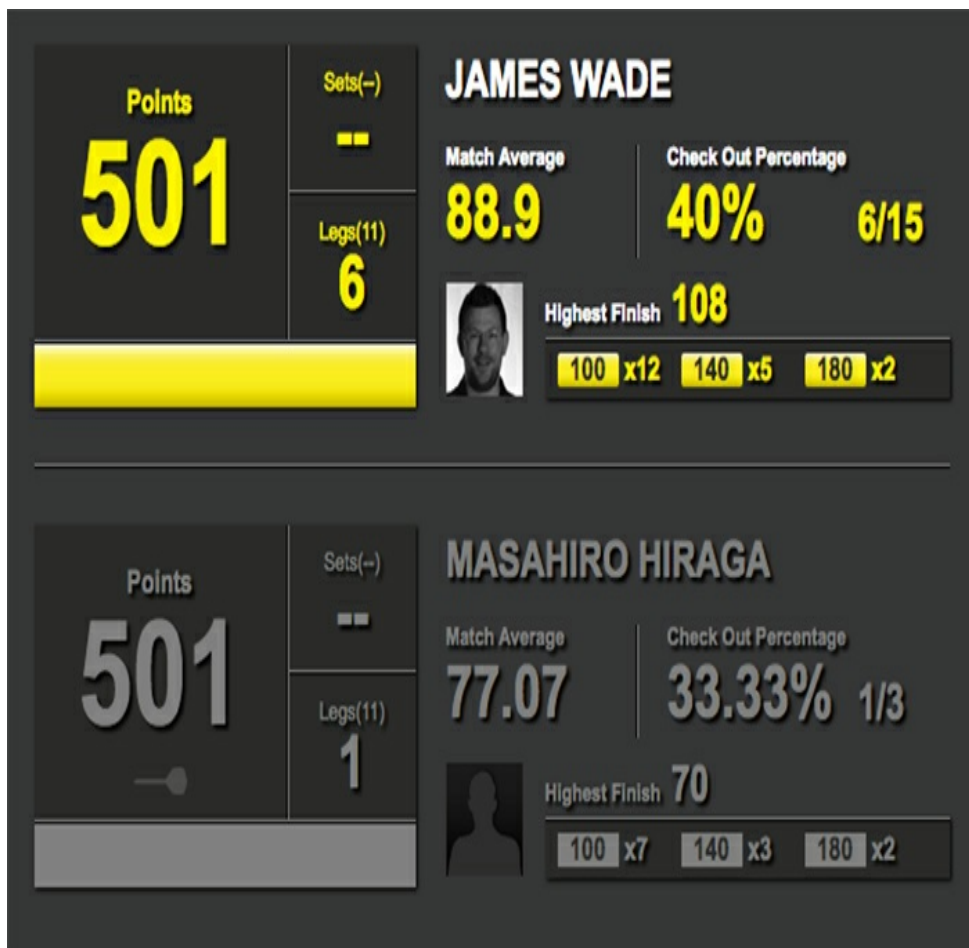 JAMES WADE
Points
501
Sets(--)
--
Legs(11)
6
Match Average
88.9
Check Out Percentage
40% 6/15
Highest Finish 108
100 x12 140 x5 180 x2
MASAHIRO HIRAGA
Points
501
Sets(--)
--
Legs(11)
1
Match Average
77.07
Check Out Percentage
33.33% 1/3
Highest Finish 70
100 x7 140 x3 180 x2